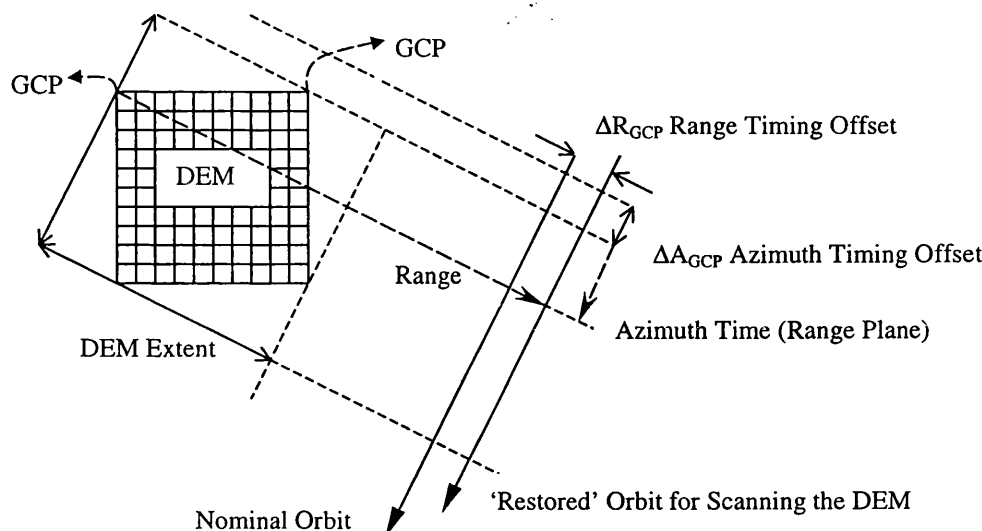 GCP
GCP
ΔR_GCP Range Timing Offset
DEM
ΔA_GCP Azimuth Timing Offset
Range
Azimuth Time (Range Plane)
DEM Extent
'Restored' Orbit for Scanning the DEM
Nominal Orbit